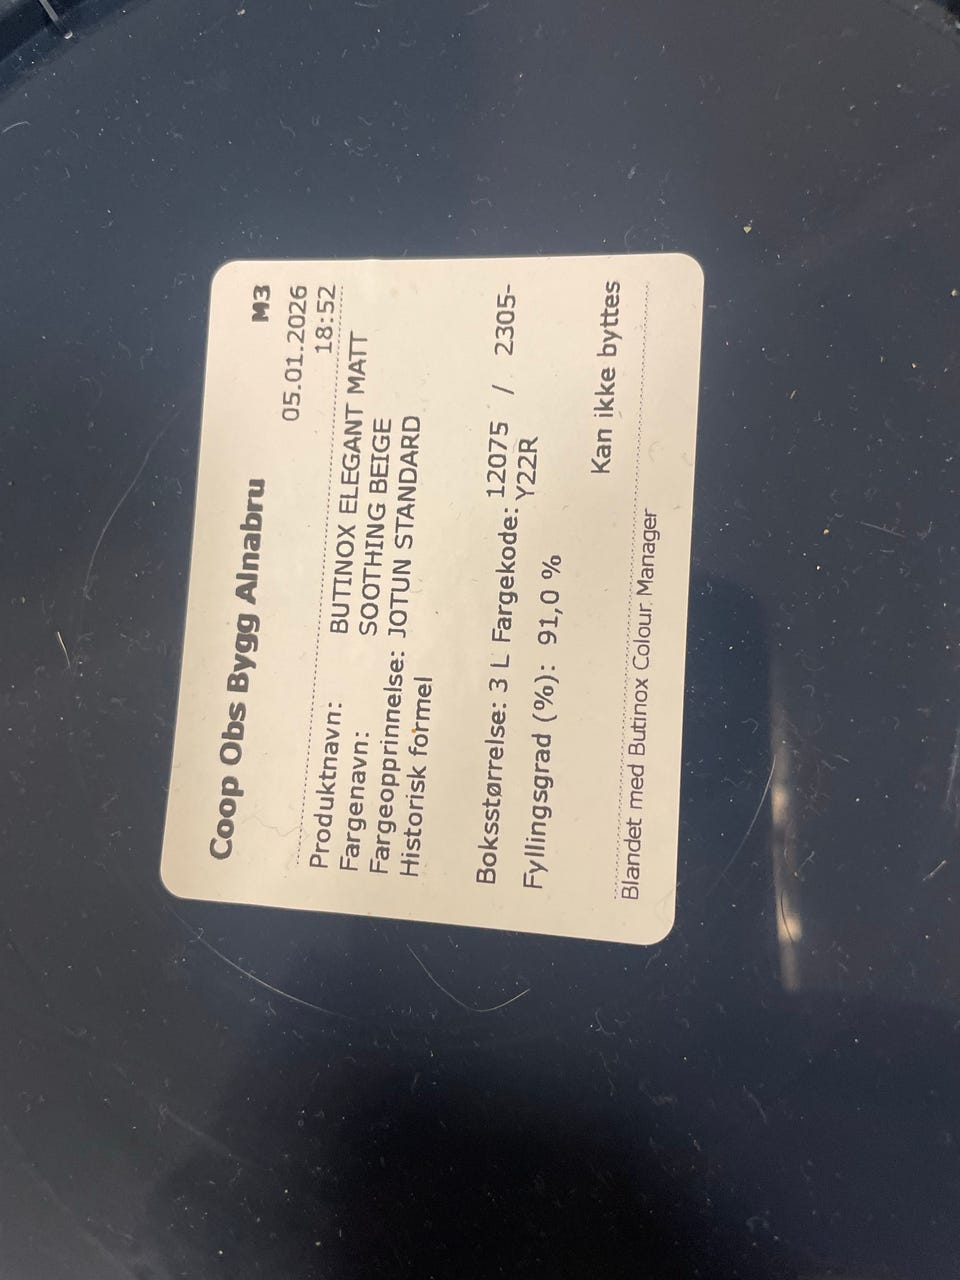 Coop Obs Bygg Alnabru
M3
05.01.2026
18:52
Produktnavn: BUTINOX ELEGANT MATT
Fargenavn: SOOTHING BEIGE
Fargeopprinnelse: JOTUN STANDARD
Historisk formel
Boksstørrelse: 3 L Fargekode: 12075 / 2305-
Y22R
Fyllingsgrad (%): 91,0 %
Kan ikke byttes
Blandet med Butinox Colour Manager